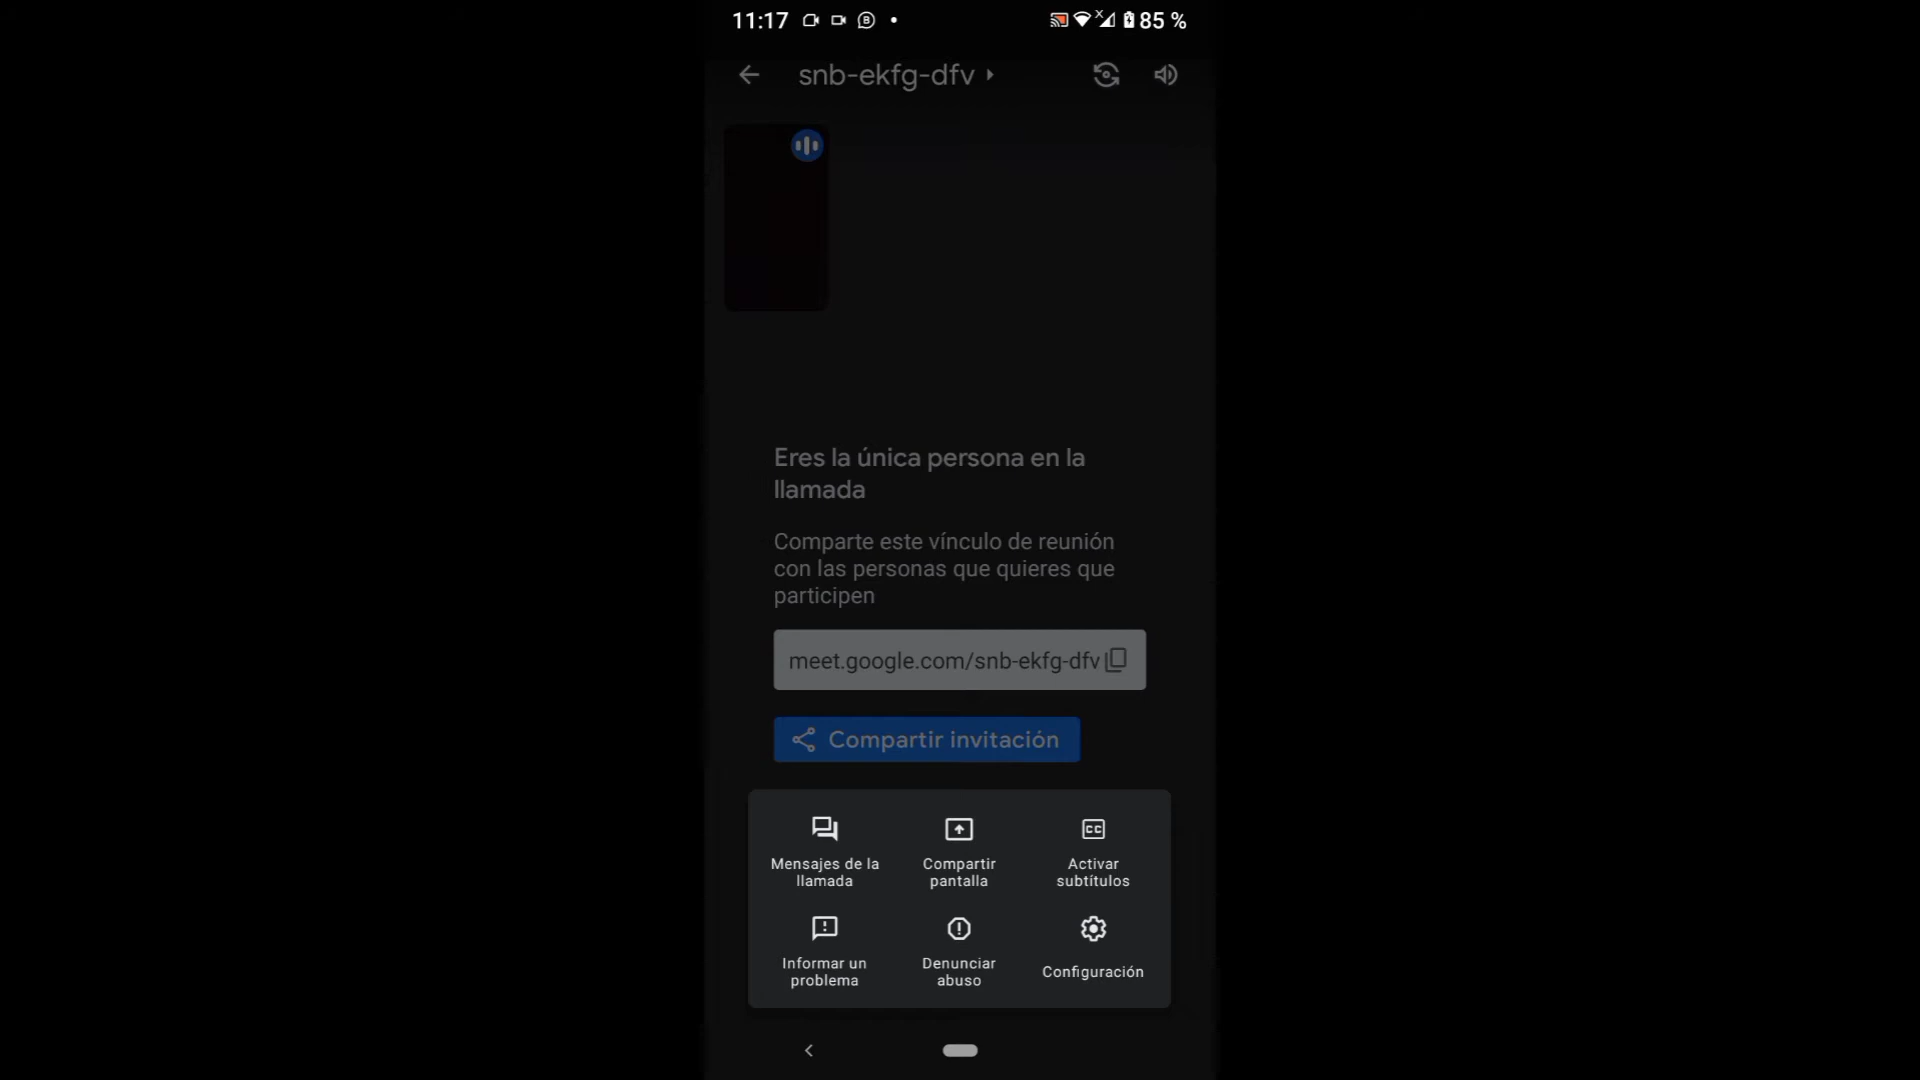 11:17 85 %
snb-ekfg-dfv
Eres la única persona en la
llamada
Comparte este vínculo de reunión
con las personas que quieres que
participen
meet.google.com/snb-ekfg-dfv
Compartir invitación
Mensajes de la
llamada
Compartir
pantalla
CC
Activar
subtítulos
Informar un
problema
Denunciar
abuso
Configuración